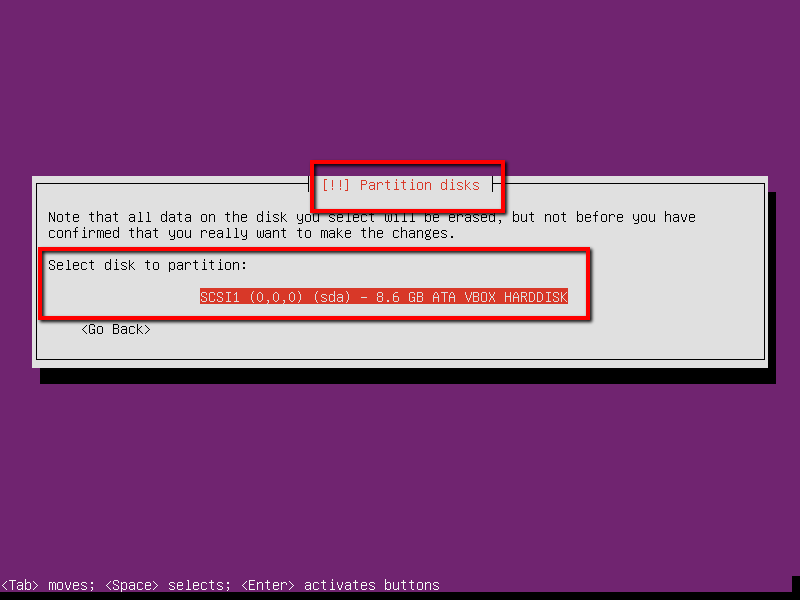 [!!] Partition disks
Note that all data on the disk you select will be erased, but not before you have
confirmed that you really want to make the changes.
Select disk to partition:
SCSI1 (0,0,0) (sda) - 8.6 GB ATA VBOX HARDDISK
<Go Back>
<Tab> moves; <Space> selects; <Enter> activates buttons